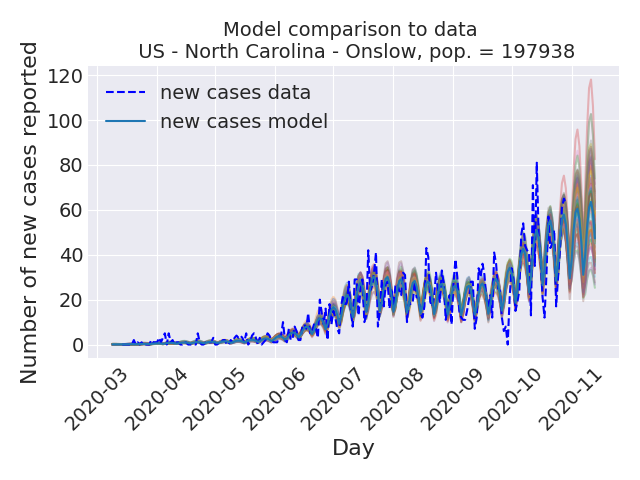 Model comparison to data
US - North Carolina - Onslow, pop. = 197938
Number of new cases reported
120
100
80
60
40
20
0
new cases data
new cases model
2020-03
2020-04
2020-05
2020-06
2020-07
2020-08
2020-09
2020-10
2020-11
Day